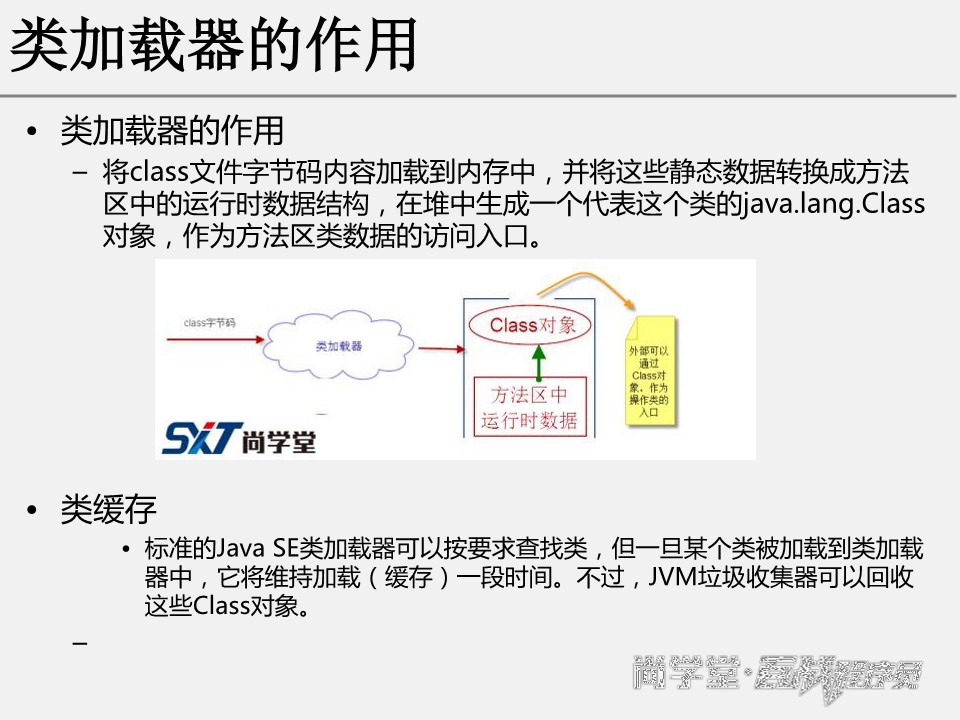 类加载器的作用
• 类加载器的作用
– 将class文件字节码内容加载到内存中，并将这些静态数据转换成方法
区中的运行时数据结构，在堆中生成一个代表这个类的java.lang.Class
对象，作为方法区类数据的访问入口。
class字节码
类加载器
Class对象
方法区中
运行时数据
外部可以
通过
Class对
象，作为
操作类的
入口
SXT尚学堂
• 类缓存
• 标准的Java SE类加载器可以按要求查找类，但一旦某个类被加载到类加载
器中，它将维持加载（缓存）一段时间。不过，JVM垃圾收集器可以回收
这些Class对象。
–
尚学堂·实战程序员